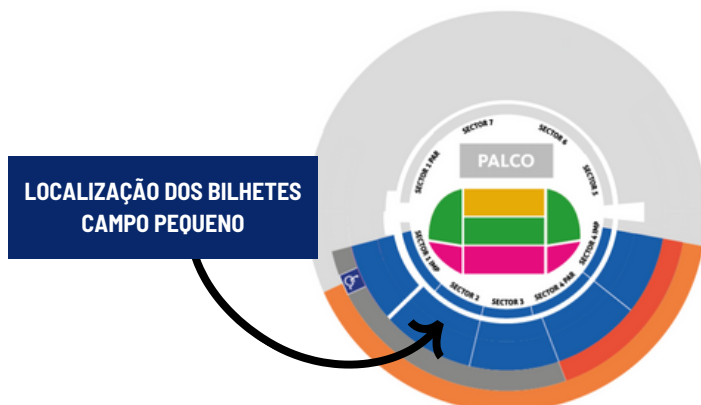 LOCALIZAÇÃO DOS BILHETES
CAMPO PEQUENO
SECTOR 7
SECTOR 6
SECTOR 1 PAR
PALCO
SECTOR 5
SECTOR 1 IMP
SECTOR 4 IMP
SECTOR 2
SECTOR 3
SECTOR 4 PAR